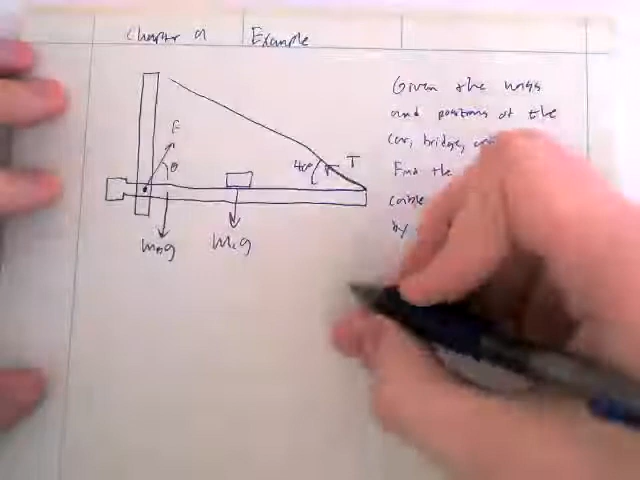 Chapter 9 Example
Given the mass
and positions of the
car, bridge,
Find the
cable
by
F
θ
40° T
mBg mcg